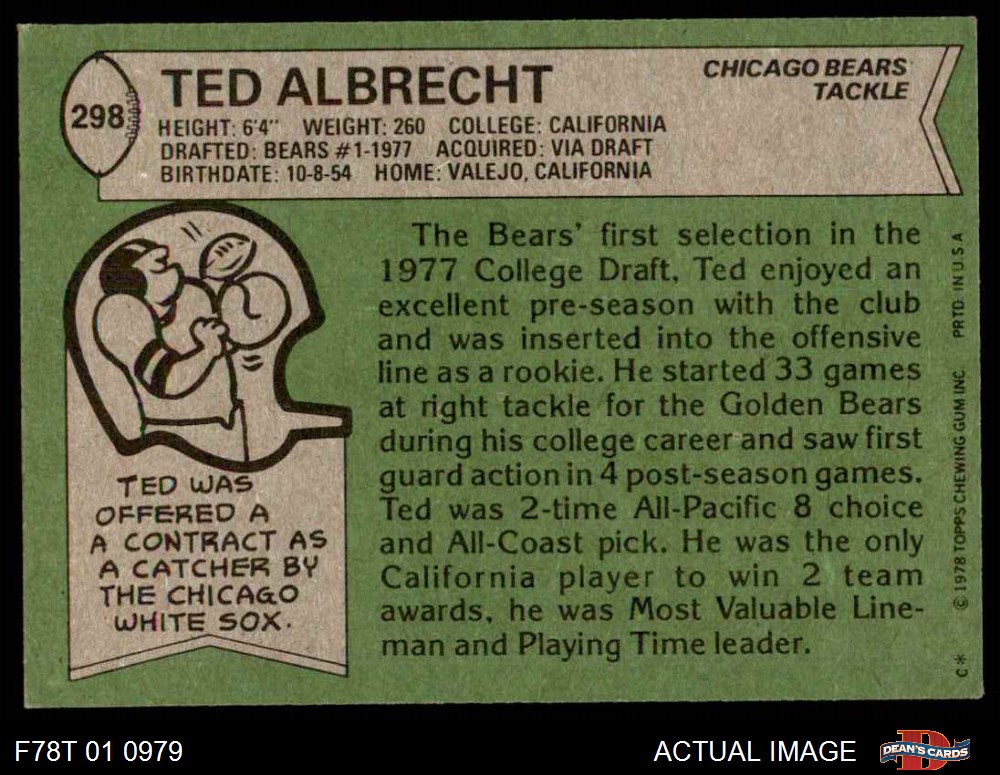 298
TED ALBRECHT
CHICAGO BEARS
TACKLE
HEIGHT: 6'4" WEIGHT: 260 COLLEGE: CALIFORNIA
DRAFTED: BEARS #1-1977 ACQUIRED: VIA DRAFT
BIRTHDATE: 10-8-54 HOME: VALEJO, CALIFORNIA
TED WAS
OFFERED A
A CONTRACT AS
A CATCHER BY
THE CHICAGO
WHITE SOX.
The Bears' first selection in the
1977 College Draft, Ted enjoyed an
excellent pre-season with the club
and was inserted into the offensive
line as a rookie. He started 33 games
at right tackle for the Golden Bears
during his college career and saw first
guard action in 4 post-season games.
Ted was 2-time All-Pacific 8 choice
and All-Coast pick. He was the only
California player to win 2 team
awards, he was Most Valuable Line-
man and Playing Time leader.
C* © 1978 TOPPS CHEWING GUM INC. PRTD. IN U.S.A
F78T 01 0979
ACTUAL IMAGE
D
DEAN'S CARDS